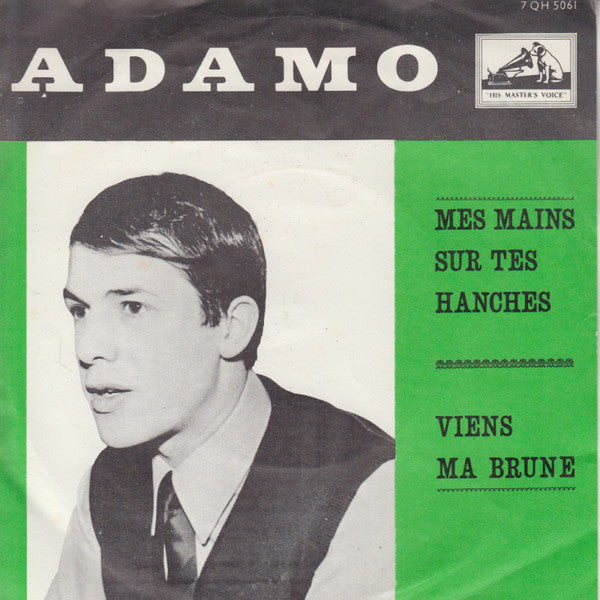 7 QH 5061
ADAMO
"HIS MASTER'S VOICE"
MES MAINS
SUR TES
HANCHES
VIENS
MA BRUNE